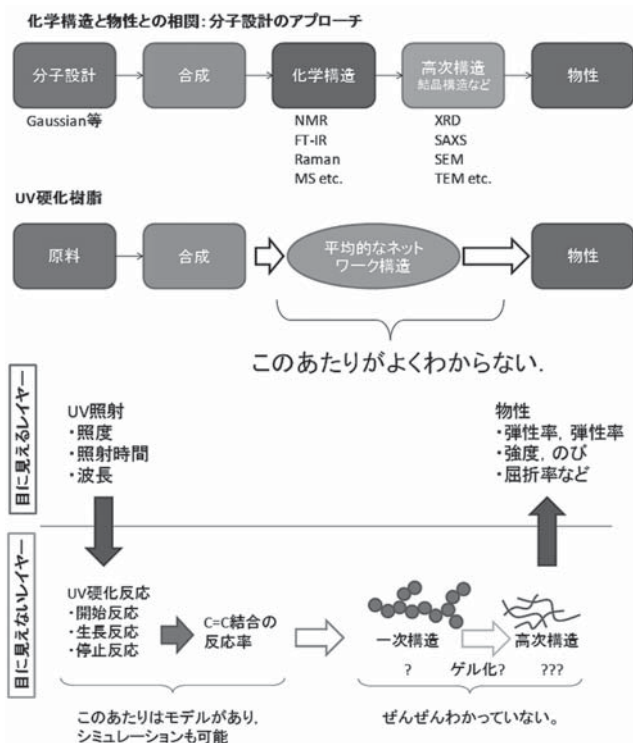 化学構造と物性との相関：分子設計のアプローチ
分子設計
合成
化学構造
高次構造
結晶構造など
物性
Gaussian等
NMR
FT-IR
Raman
MS etc.
XRD
SAXS
SEM
TEM etc.
UV硬化樹脂
原料
合成
平均的なネット
ワーク構造
物性
このあたりがよくわからない.
目に見えるレイヤー
UV照射
・照度
・照射時間
・波長
物性
・弾性率, 弾性率
・強度, のび
・屈折率など
目に見えないレイヤー
UV硬化反応
・開始反応
・生長反応
・停止反応
C=C結合の
反応率
一次構造
高次構造
?
ゲル化?
???
このあたりはモデルがあり,
シミュレーションも可能
ぜんぜんわかっていない。